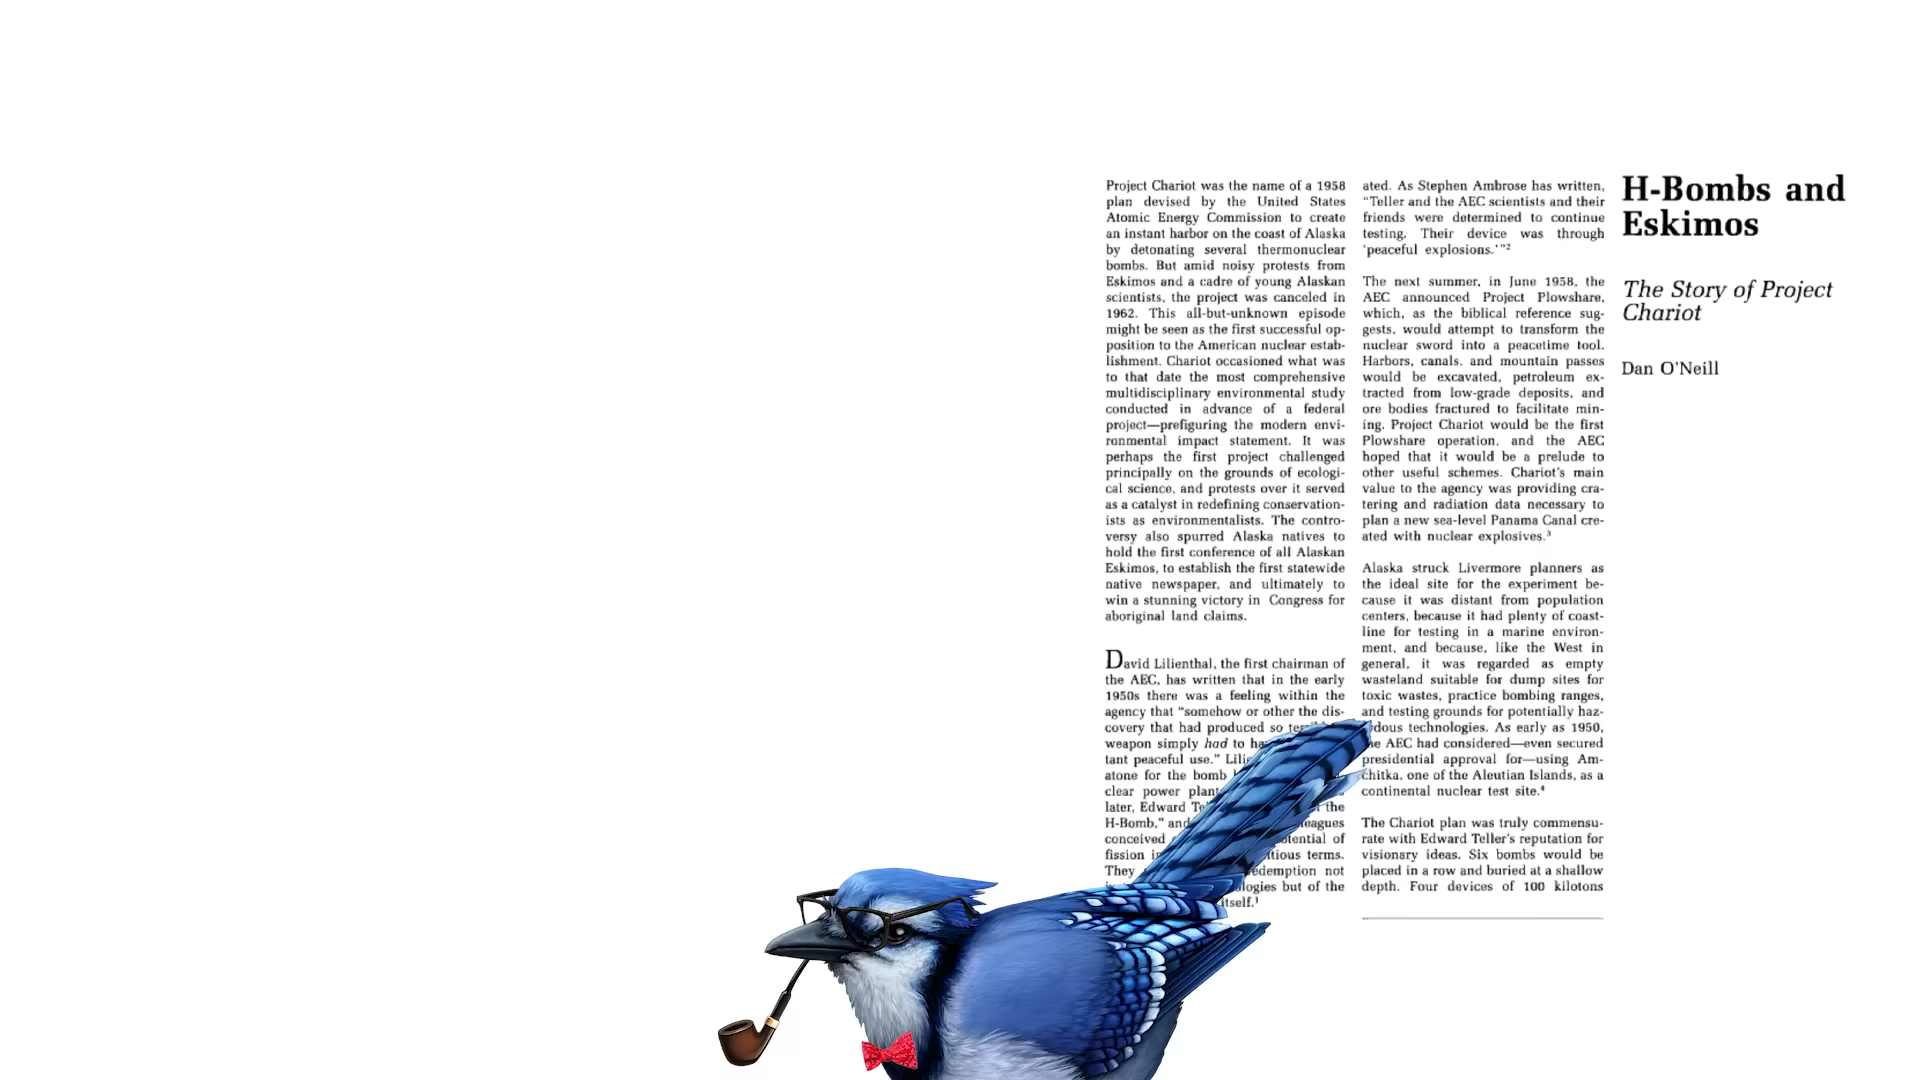 H-Bombs and
Eskimos
The Story of Project
Chariot
Dan O'Neill
Project Chariot was the name of a 1958
plan devised by the United States
Atomic Energy Commission to create
an instant harbor on the coast of Alaska
by detonating several thermonuclear
bombs. But amid noisy protests from
Eskimos and a cadre of young Alaskan
scientists, the project was canceled in
1962. This all-but-unknown episode
might be seen as the first successful op-
position to the American nuclear estab-
lishment. Chariot occasioned what was
to that date the most comprehensive
multidisciplinary environmental study
conducted in advance of a federal
project—prefiguring the modern envi-
ronmental impact statement. It was
perhaps the first project challenged
principally on the grounds of ecologi-
cal science, and protests over it served
as a catalyst in redefining conservation-
ists as environmentalists. The contro-
versy also spurred Alaska natives to
hold the first conference of all Alaskan
Eskimos, to establish the first statewide
native newspaper, and ultimately to
win a stunning victory in Congress for
aboriginal land claims.
David Lilienthal, the first chairman of
the AEC, has written that in the early
1950s there was a feeling within the
agency that “somehow or other the dis-
covery that had produced so
weapon simply had to
tant peaceful use.”
atone for the bomb
clear power
later, Edward the
H-Bomb,” and
conceived of
fission terms.
They redemption not
but of the
itself.¹
ated. As Stephen Ambrose has written,
“Teller and the AEC scientists and their
friends were determined to continue
testing. Their device was through
‘peaceful explosions.’”²
The next summer, in June 1958, the
AEC announced Project Plowshare,
which, as the biblical reference sug-
gests, would attempt to transform the
nuclear sword into a peacetime tool.
Harbors, canals, and mountain passes
would be excavated, petroleum ex-
tracted from low-grade deposits, and
ore bodies fractured to facilitate min-
ing. Project Chariot would be the first
Plowshare operation, and the AEC
hoped that it would be a prelude to
other useful schemes. Chariot's main
value to the agency was providing cra-
tering and radiation data necessary to
plan a new sea-level Panama Canal cre-
ated with nuclear explosives.³
Alaska struck Livermore planners as
the ideal site for the experiment be-
cause it was distant from population
centers, because it had plenty of coast-
line for testing in a marine environ-
ment, and because, like the West in
general, it was regarded as empty
wasteland suitable for dump sites for
toxic wastes, practice bombing ranges,
and testing grounds for potentially haz-
ardous technologies. As early as 1950,
the AEC had considered—even secured
presidential approval for—using Am-
chitka, one of the Aleutian Islands, as a
continental nuclear test site.⁴
The Chariot plan was truly commensu-
rate with Edward Teller's reputation for
visionary ideas. Six bombs would be
placed in a row and buried at a shallow
depth. Four devices of 100 kilotons